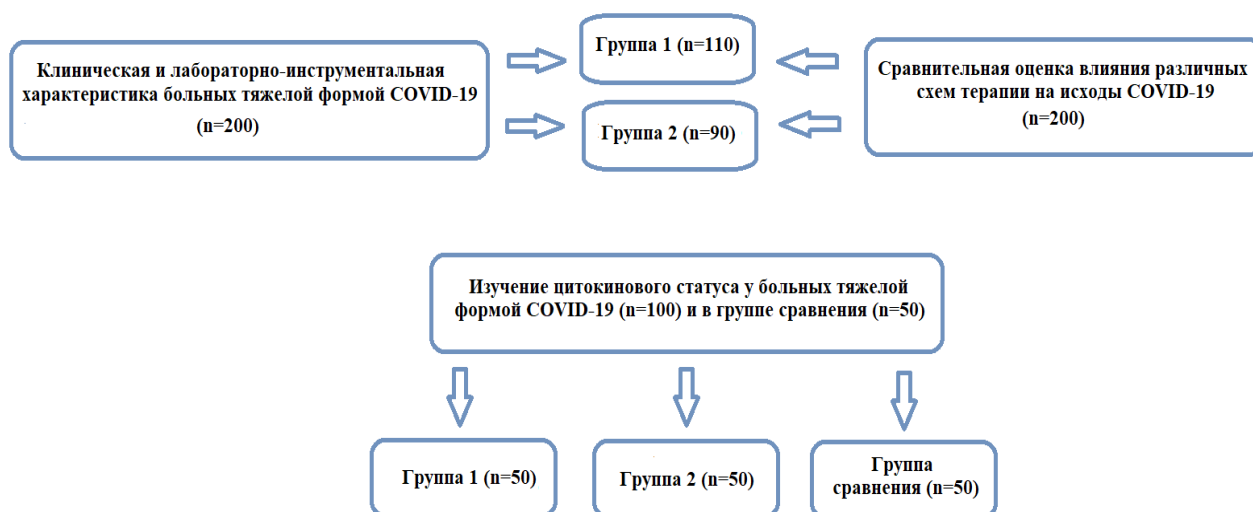 Клиническая и лабораторно-инструментальная
характеристика больных тяжелой формой COVID-19
(n=200)
Группа 1 (n=110)
Группа 2 (n=90)
Сравнительная оценка влияния различных
схем терапии на исходы COVID-19
(n=200)
Изучение цитокинового статуса у больных тяжелой
формой COVID-19 (n=100) и в группе сравнения (n=50)
Группа 1 (n=50)
Группа 2 (n=50)
Группа
сравнения (n=50)